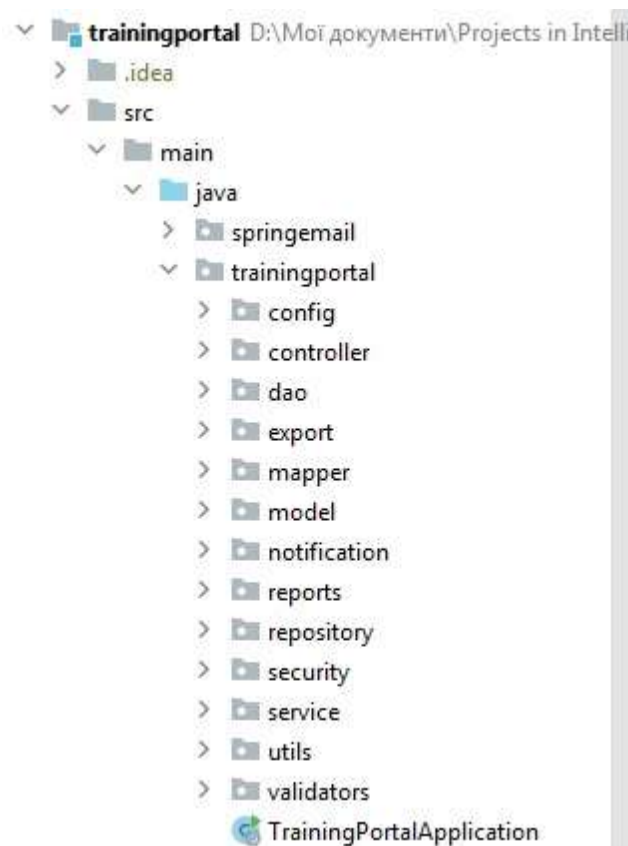 trainingportal D:\Мої документи\Projects in Intelli
.idea
src
main
java
springemail
trainingportal
config
controller
dao
export
mapper
model
notification
reports
repository
security
service
utils
validators
TrainingPortalApplication